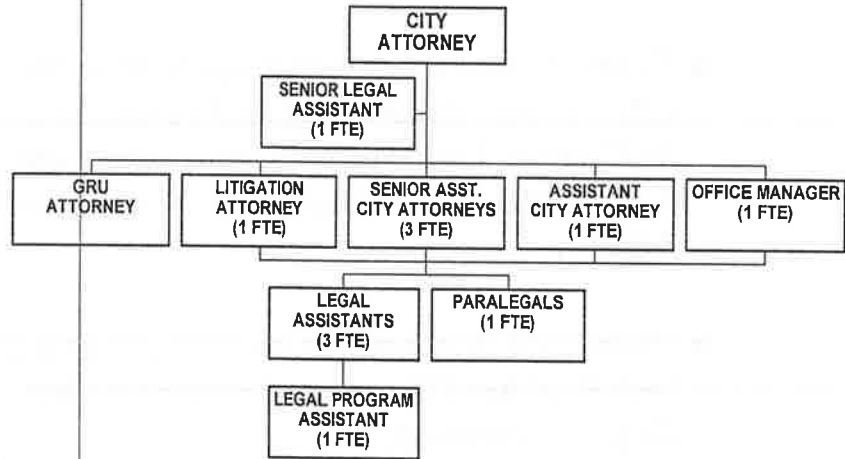 CITY
ATTORNEY
SENIOR LEGAL
ASSISTANT
(1 FTE)
GRU
ATTORNEY
LITIGATION
ATTORNEY
(1 FTE)
SENIOR ASST.
CITY ATTORNEYS
(3 FTE)
ASSISTANT
CITY ATTORNEY
(1 FTE)
OFFICE MANAGER
(1 FTE)
LEGAL
ASSISTANTS
(3 FTE)
PARALEGALS
(1 FTE)
LEGAL PROGRAM
ASSISTANT
(1 FTE)